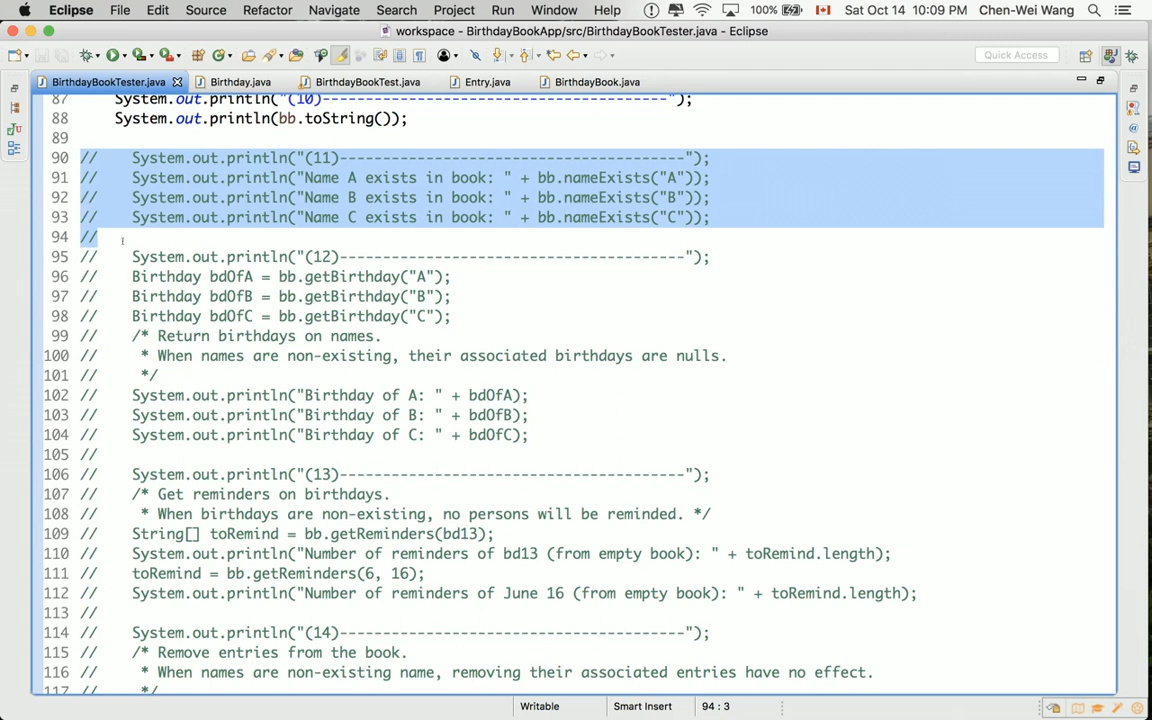 Eclipse File Edit Source Refactor Navigate Search Project Run Window Help 100% Sat Oct 14 10:09 PM Chen-Wei Wang
workspace - BirthdayBookApp/src/BirthdayBookTester.java - Eclipse
Quick Access
BirthdayBookTester.java Birthday.java BirthdayBookTest.java Entry.java BirthdayBook.java
87 System.out.println("(10)----------------------------------------");
88 System.out.println(bb.toString());
89
90 // System.out.println("(11)----------------------------------------");
91 // System.out.println("Name A exists in book: " + bb.nameExists("A"));
92 // System.out.println("Name B exists in book: " + bb.nameExists("B"));
93 // System.out.println("Name C exists in book: " + bb.nameExists("C"));
94 //
95 // System.out.println("(12)----------------------------------------");
96 // Birthday bdOfA = bb.getBirthday("A");
97 // Birthday bdOfB = bb.getBirthday("B");
98 // Birthday bdOfC = bb.getBirthday("C");
99 // /* Return birthdays on names.
100 // * When names are non-existing, their associated birthdays are nulls.
101 // */
102 // System.out.println("Birthday of A: " + bdOfA);
103 // System.out.println("Birthday of B: " + bdOfB);
104 // System.out.println("Birthday of C: " + bdOfC);
105 //
106 // System.out.println("(13)----------------------------------------");
107 // /* Get reminders on birthdays.
108 // * When birthdays are non-existing, no persons will be reminded. */
109 // String[] toRemind = bb.getReminders(bd13);
110 // System.out.println("Number of reminders of bd13 (from empty book): " + toRemind.length);
111 // toRemind = bb.getReminders(6, 16);
112 // System.out.println("Number of reminders of June 16 (from empty book): " + toRemind.length);
113 //
114 // System.out.println("(14)----------------------------------------");
115 // /* Remove entries from the book.
116 // * When names are non-existing name, removing their associated entries have no effect.
117 // */
Writable Smart Insert 94 : 3